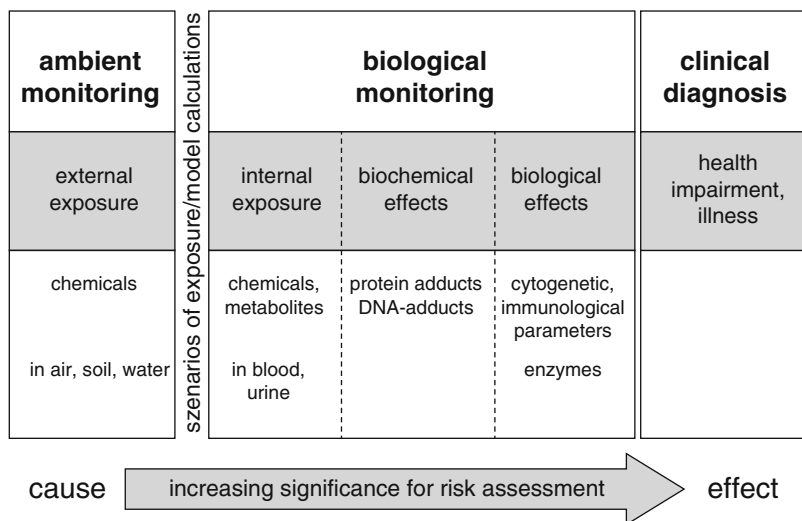 ambient
monitoring
szenarios of exposure/model calculations
biological
monitoring
clinical
diagnosis
external
exposure
internal
exposure
biochemical
effects
biological
effects
health
impairment,
illness
chemicals
in air, soil, water
chemicals,
metabolites
in blood,
urine
protein adducts
DNA-adducts
cytogenetic,
immunological
parameters
enzymes
cause
increasing significance for risk assessment
effect